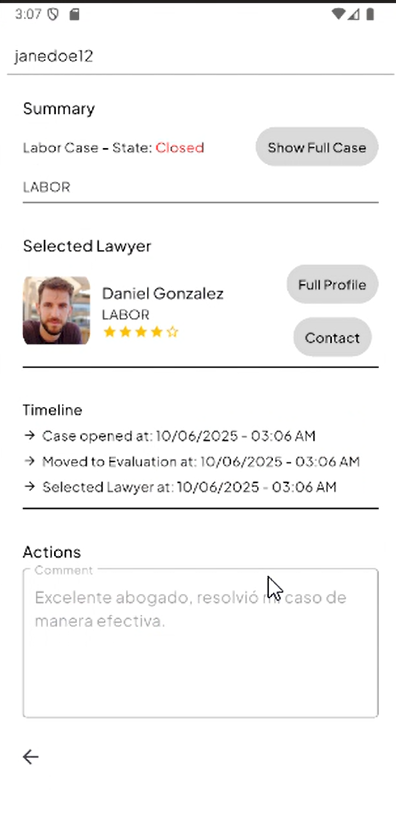 3:07
janedoe12
Summary
Labor Case - State: Closed
Show Full Case
LABOR
Selected Lawyer
Full Profile
Daniel Gonzalez
LABOR
Contact
Timeline
→ Case opened at: 10/06/2025 - 03:06 AM
→ Moved to Evaluation at: 10/06/2025 - 03:06 AM
→ Selected Lawyer at: 10/06/2025 - 03:06 AM
Actions
Comment
Excelente abogado, resolvió mi caso de
manera efectiva.